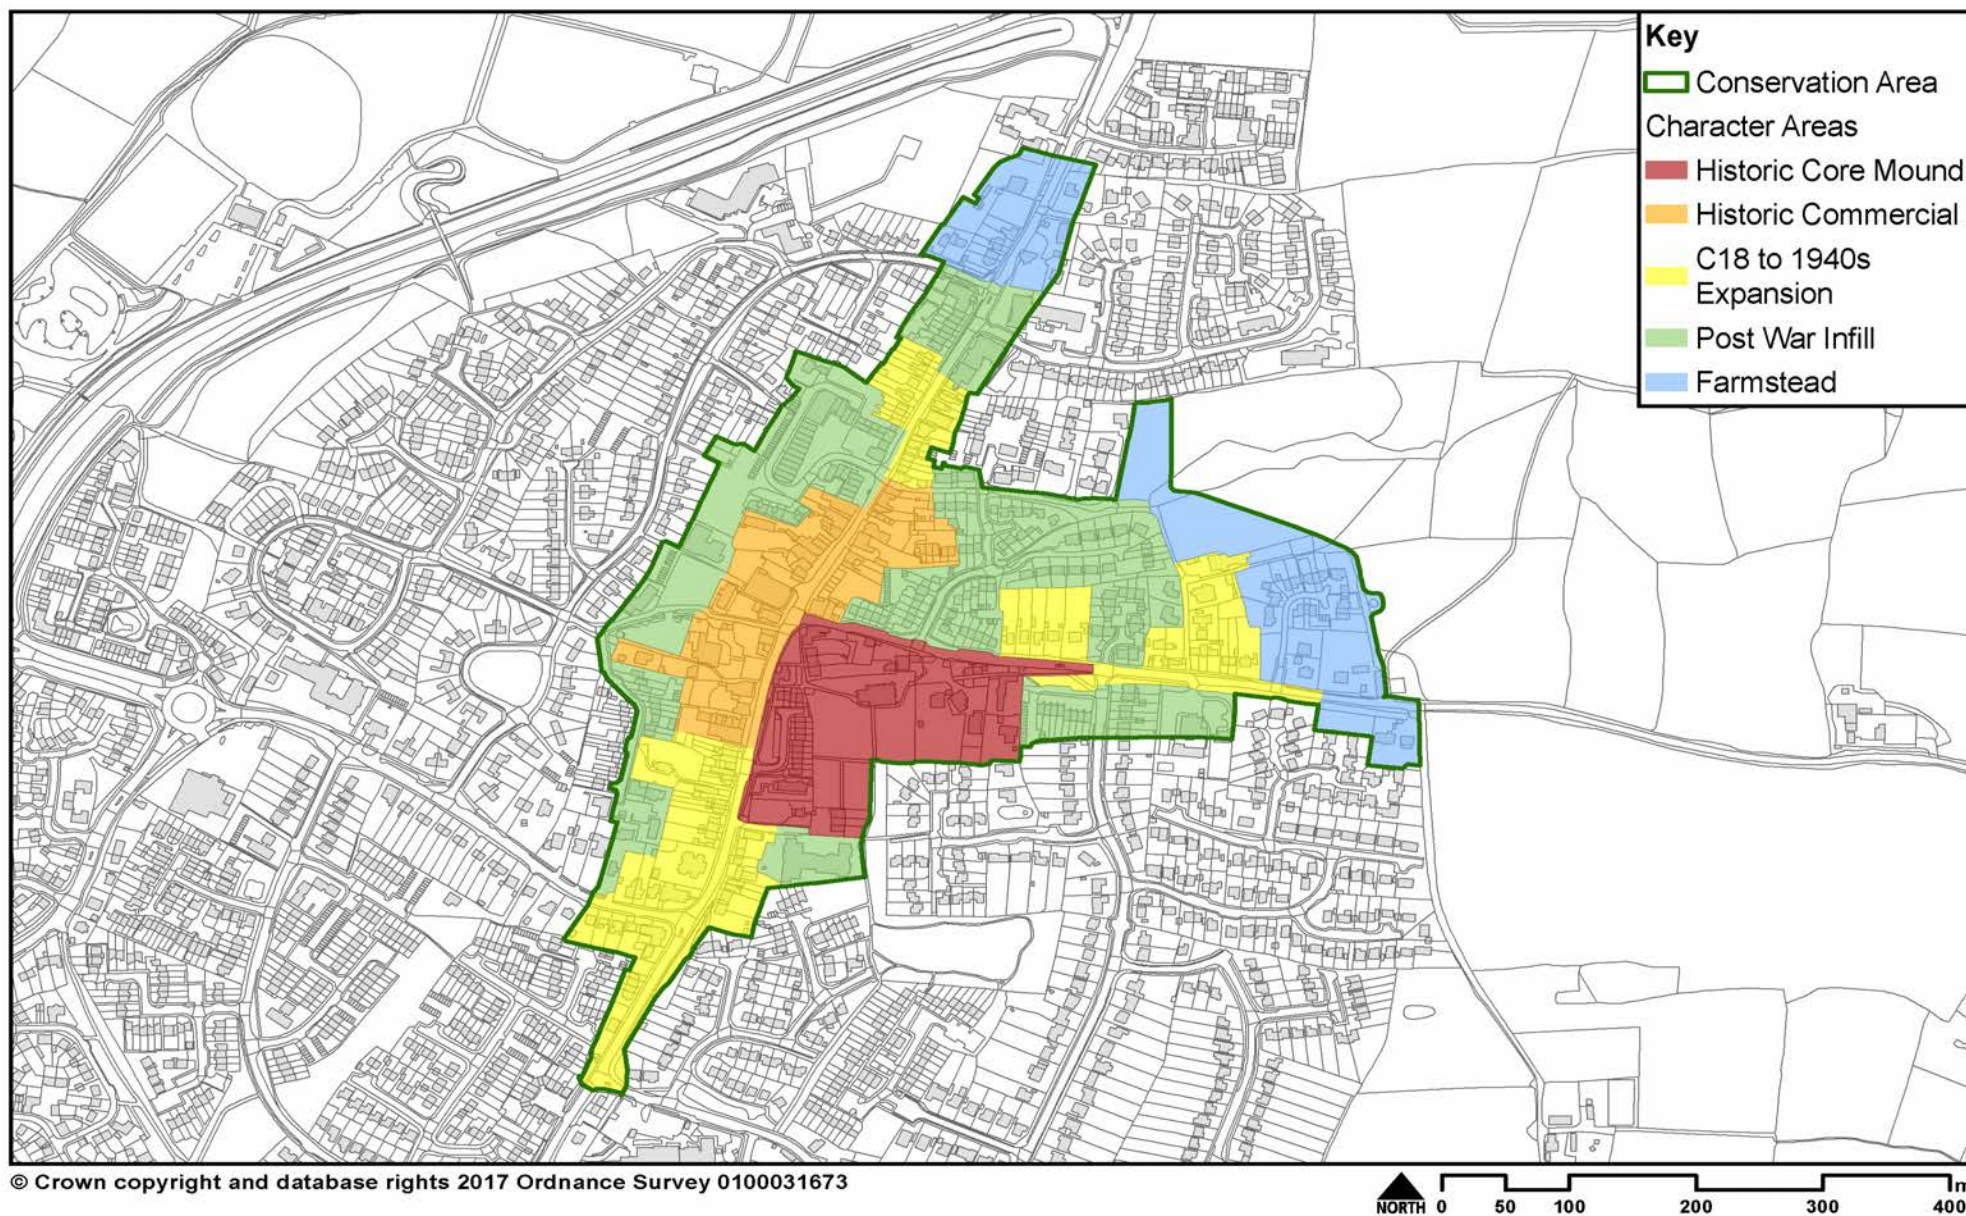 Key
Conservation Area
Character Areas
Historic Core Mound
Historic Commercial
C18 to 1940s
Expansion
Post War Infill
Farmstead
© Crown copyright and database rights 2017 Ordnance Survey 0100031673
NORTH 0 50 100 200 300 400
m